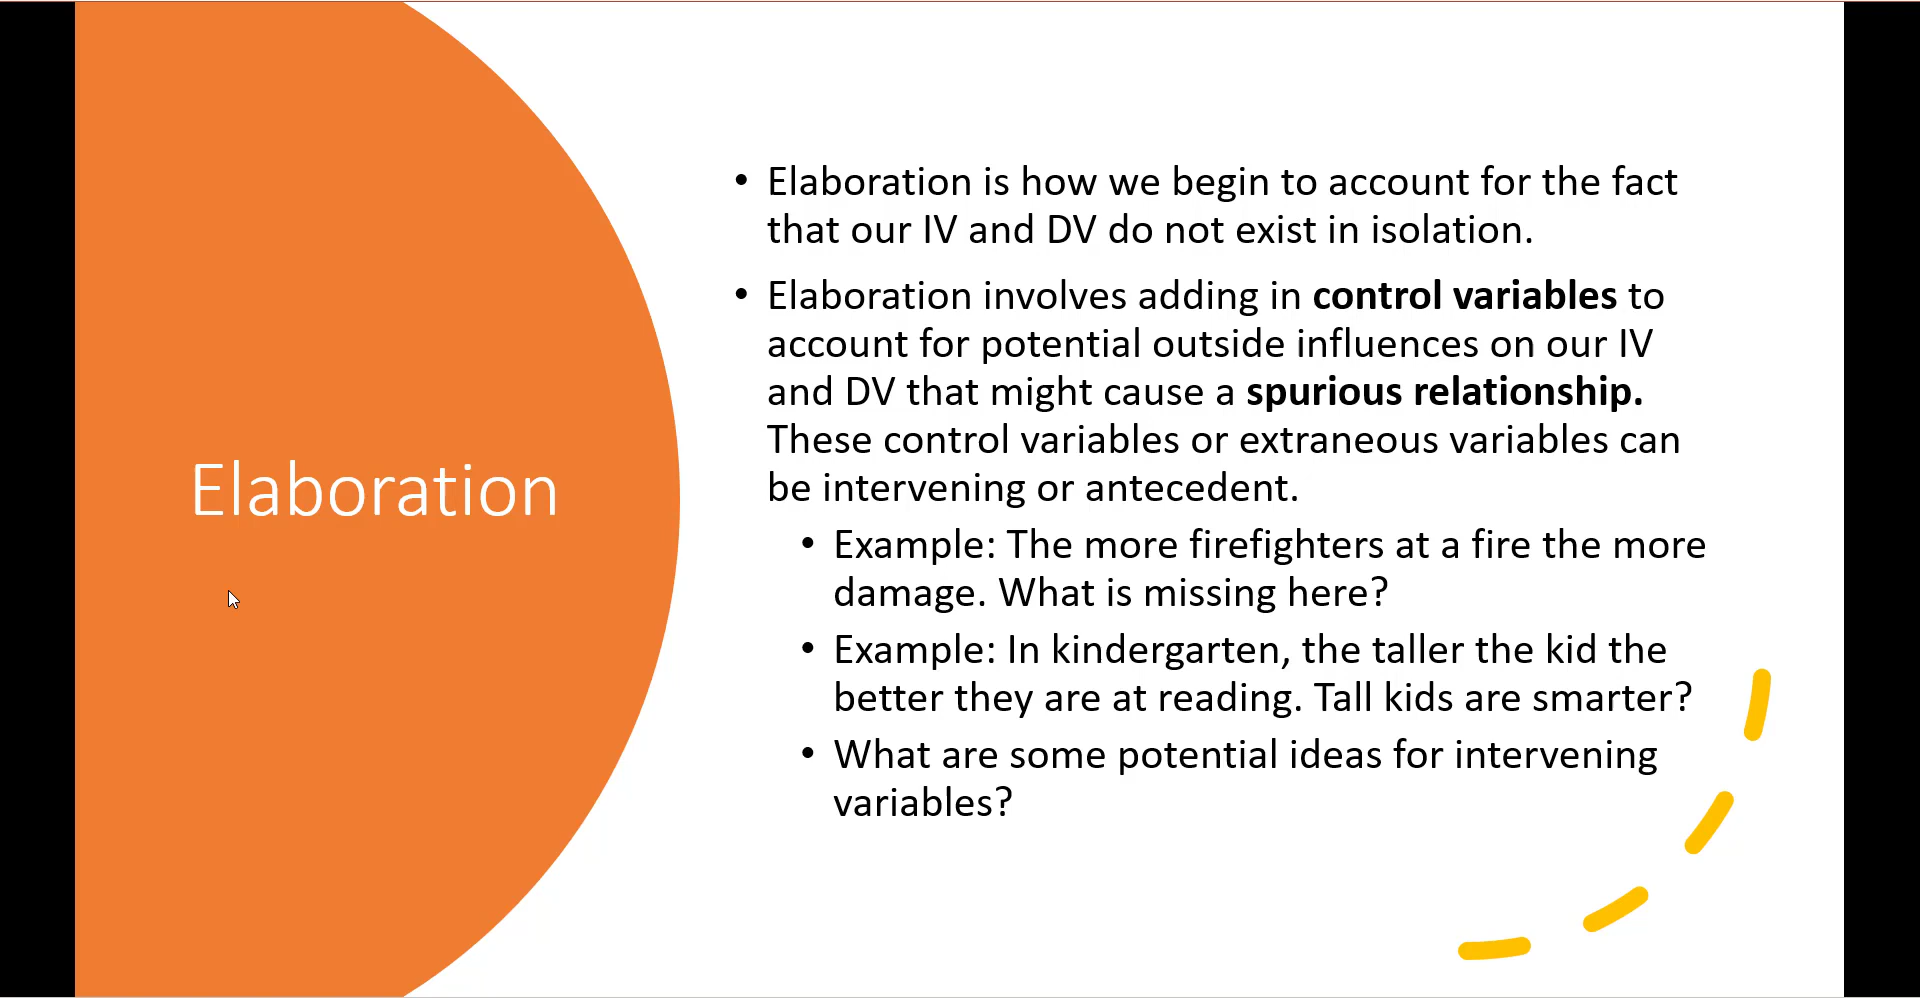 Elaboration
• Elaboration is how we begin to account for the fact
that our IV and DV do not exist in isolation.
• Elaboration involves adding in control variables to
account for potential outside influences on our IV
and DV that might cause a spurious relationship.
These control variables or extraneous variables can
be intervening or antecedent.
• Example: The more firefighters at a fire the more
damage. What is missing here?
• Example: In kindergarten, the taller the kid the
better they are at reading. Tall kids are smarter?
• What are some potential ideas for intervening
variables?